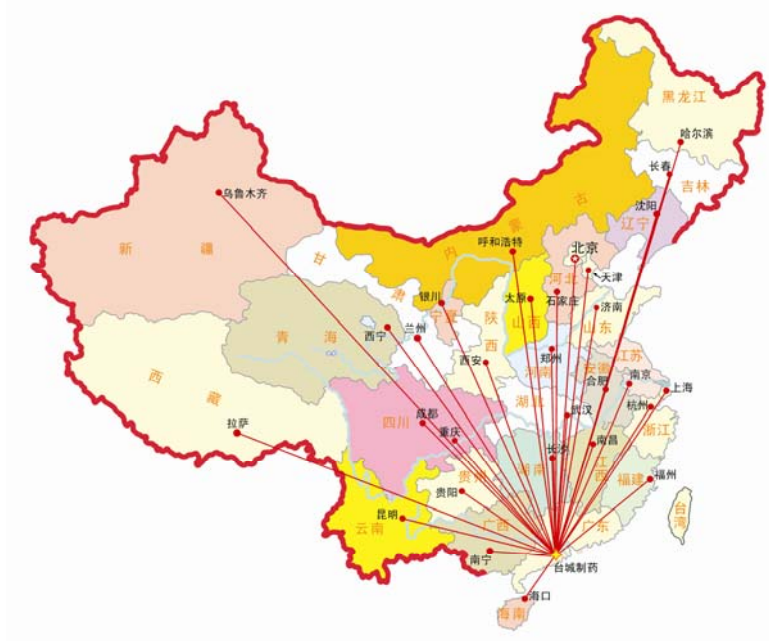 黑龙江
哈尔滨
长春
吉林
乌鲁木齐
沈阳
辽宁
新疆
内蒙古
呼和浩特
北京
甘肃
河北
天津
银川
宁夏
太原
石家庄
山西
济南
山东
陕西
青海
西宁
兰州
西安
郑州
河南
江苏
安徽
合肥
南京
上海
西藏
湖北
杭州
武汉
浙江
四川
成都
重庆
拉萨
长沙
南昌
湖南
江西
贵州
贵阳
福建
福州
台湾
昆明
云南
广西
广东
南宁
台城制药
海口
海南